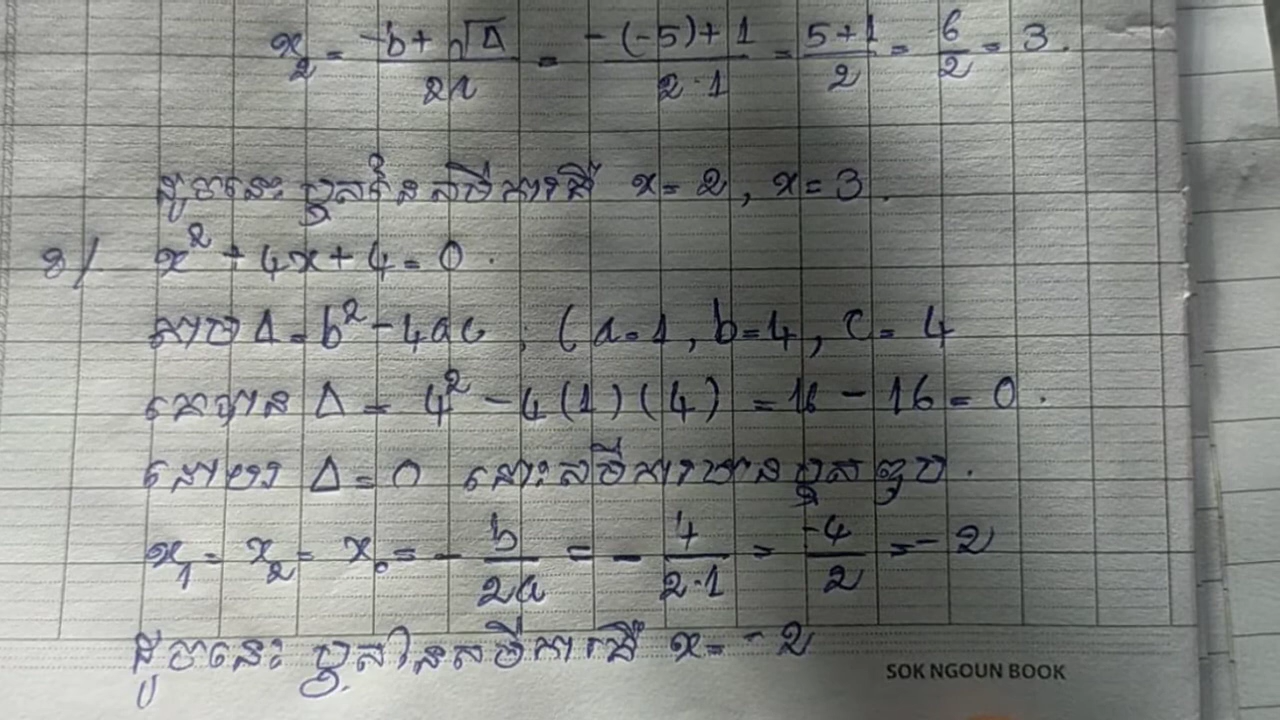 x₂ = (-b + √Δ)/2a = (-(-5) + 1)/(2·1) = (5+1)/2 = 6/2 = 3.
ដូចនេះ ឫសនៃសមីការគឺ x = 2, x = 3.
3/ x² + 4x + 4 = 0.
តាម Δ = b² - 4ac ; (a = 1, b = 4, c = 4
គេបាន Δ = 4² - 4(1)(4) = 16 - 16 = 0.
ដោយ Δ = 0 នោះសមីការមានឫសឌុប.
x₁ = x₂ = x₀ = - b/2a = - 4/(2·1) = -4/2 = -2
ដូចនេះ ឫសនៃសមីការគឺ x = -2
SOK NGOUN BOOK